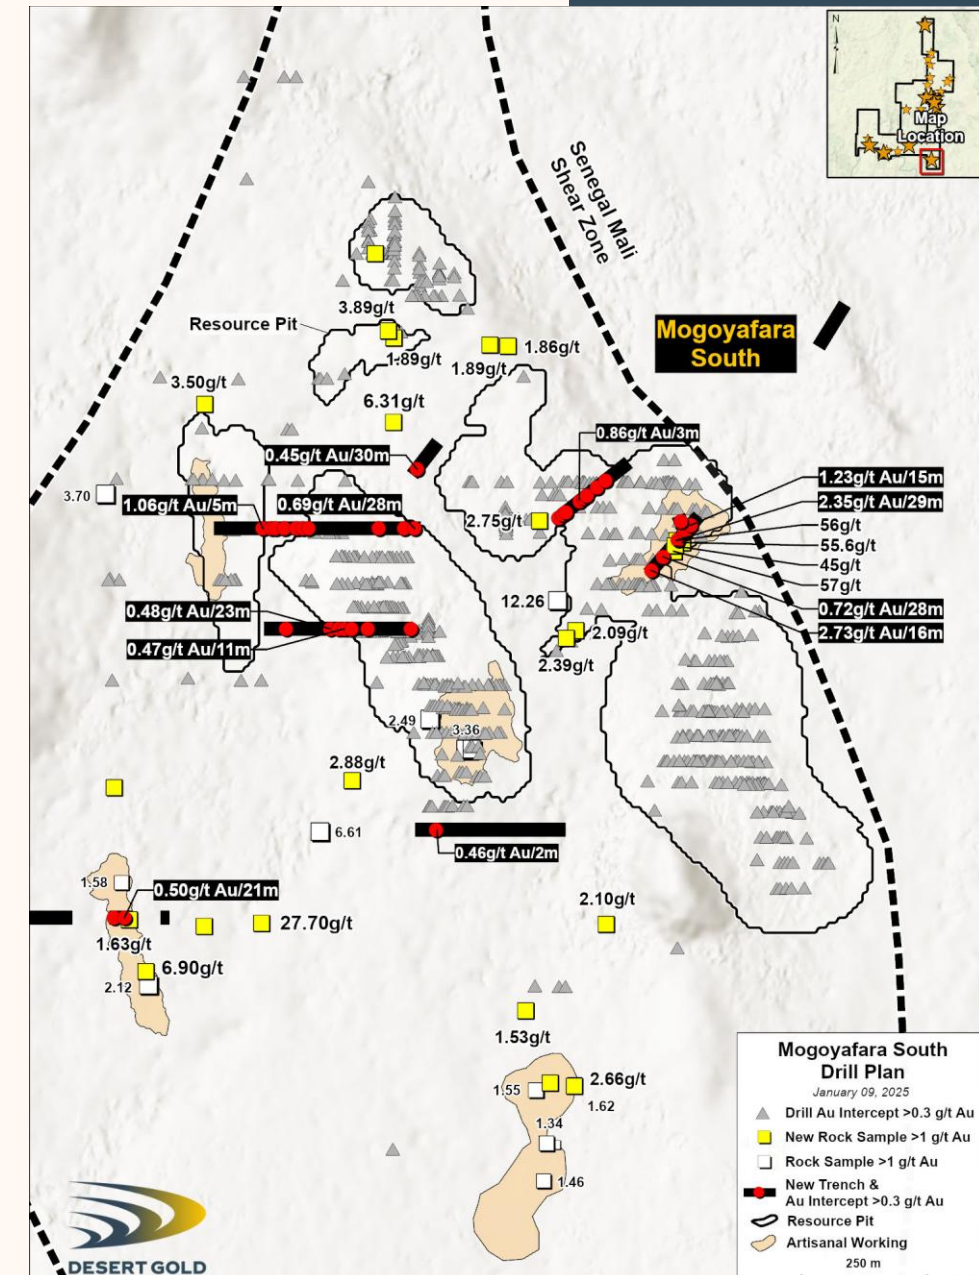 N
Map
Location
Senegal Mali
Shear Zone
Mogoyafara
South
3.89g/t
Resource Pit
1.89g/t
1.89g/t
1.86g/t
3.50g/t
6.31g/t
0.86g/t Au/3m
0.45g/t Au/30m
1.23g/t Au/15m
3.70
1.06g/t Au/5m
0.69g/t Au/28m
2.35g/t Au/29m
2.75g/t
56g/t
55.6g/t
45g/t
57g/t
12.26
0.48g/t Au/23m
0.72g/t Au/28m
2.09g/t
2.73g/t Au/16m
0.47g/t Au/11m
2.39g/t
2.49
3.36
2.88g/t
6.61
0.46g/t Au/2m
1.58
0.50g/t Au/21m
2.10g/t
27.70g/t
1.63g/t
6.90g/t
2.12
1.53g/t
2.66g/t
1.55
1.62
1.34
1.46
Mogoyafara South
Drill Plan
January 09, 2025
Drill Au Intercept >0.3 g/t Au
New Rock Sample >1 g/t Au
Rock Sample >1 g/t Au
New Trench &
Au Intercept >0.3 g/t Au
Resource Pit
Artisanal Working
250 m
DESERT GOLD